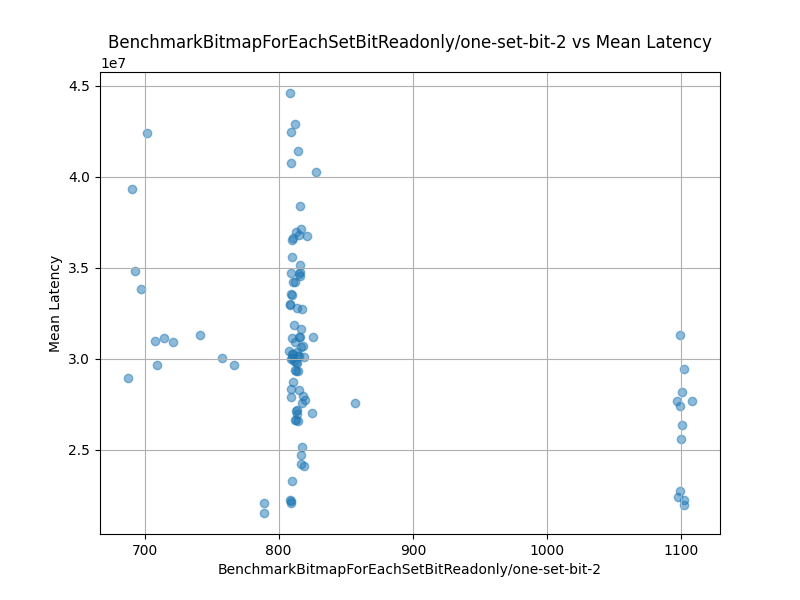 BenchmarkBitmapForEachSetBitReadonly/one-set-bit-2 vs Mean Latency
1e7
4.5
4.0
3.5
3.0
2.5
Mean Latency
700
800
900
1000
1100
BenchmarkBitmapForEachSetBitReadonly/one-set-bit-2